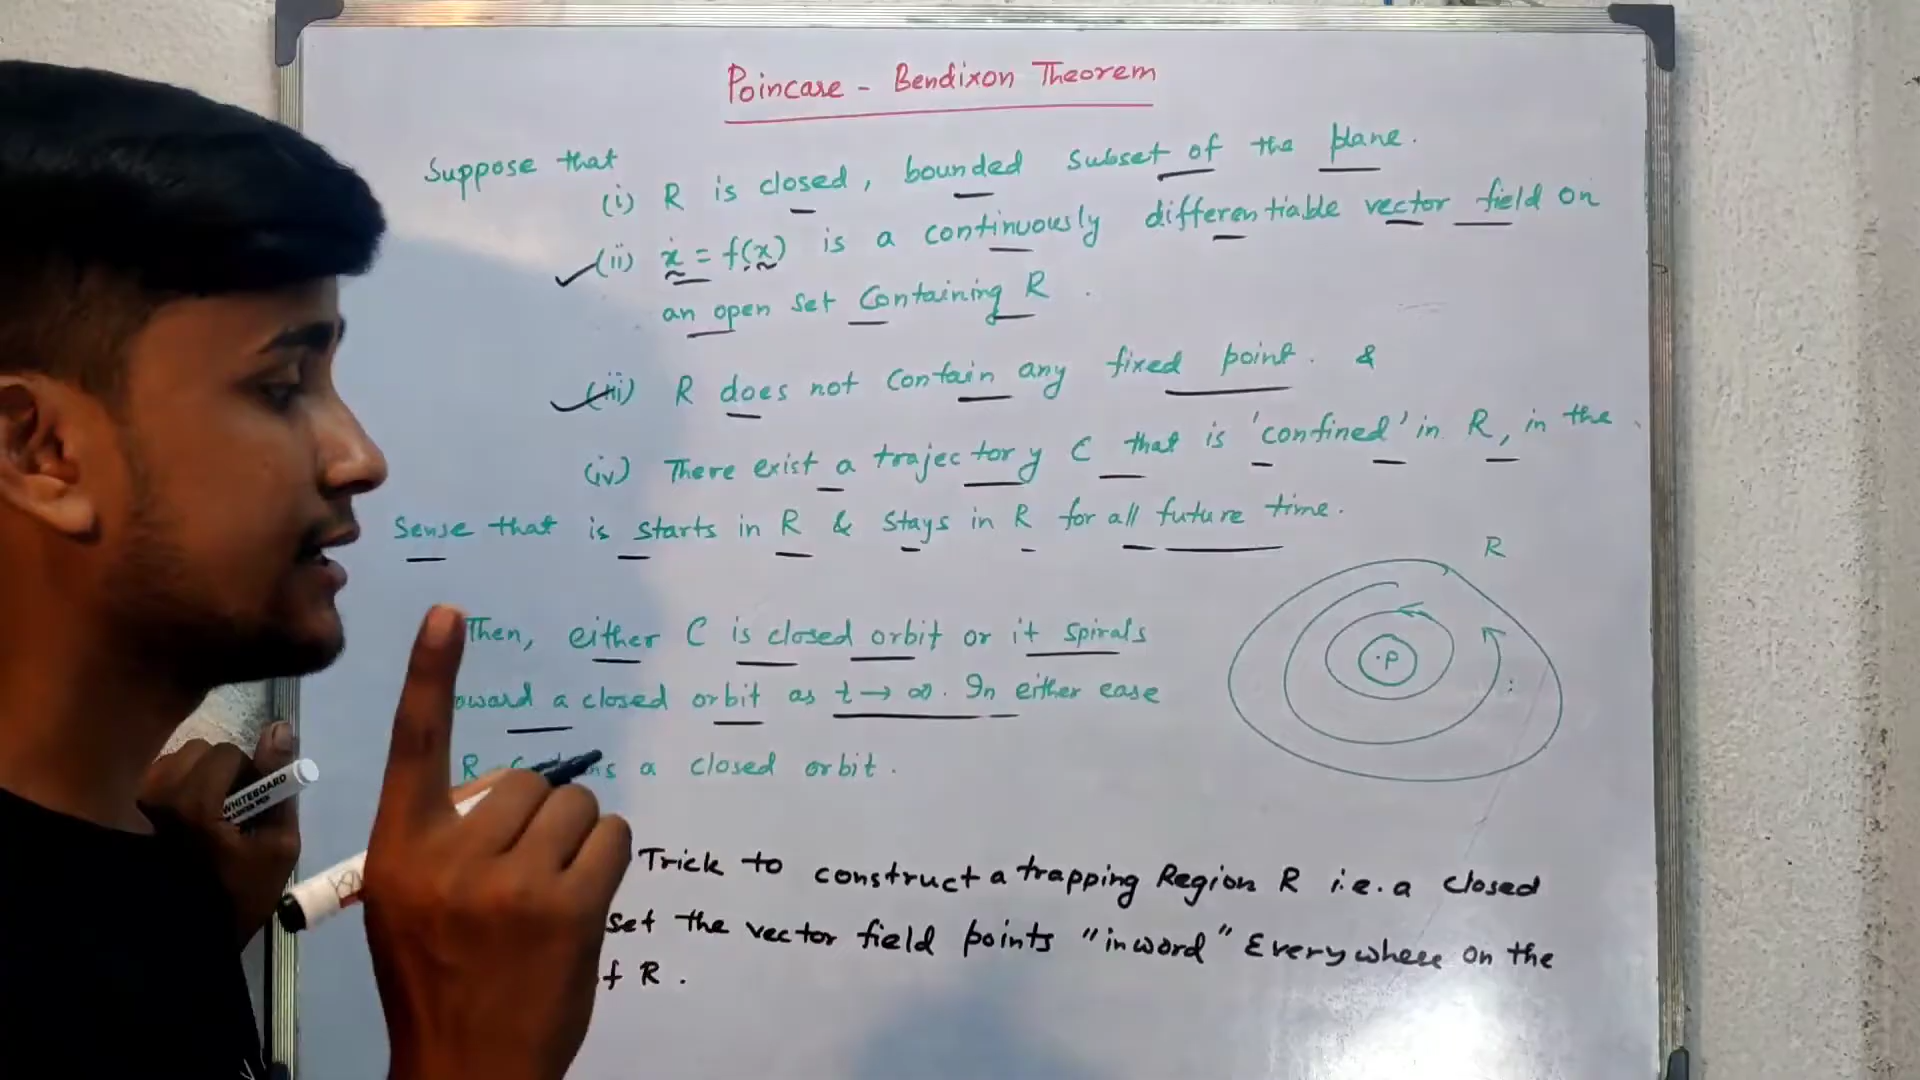 Poincare - Bendixon Theorem
Suppose that
(i) R is closed, bounded subset of the plane.
(ii) ẋ = f(x) is a continuously differentiable vector field on
an open set containing R.
(iii) R does not contain any fixed point. &
(iv) There exist a trajectory C that is 'confined' in R, in the
Sense that is starts in R & stays in R for all future time.
R
Then, either C is closed orbit or it spirals
oward a closed orbit as t → ∞. In either case
R a closed orbit.
P
Trick to construct a trapping Region R i.e. a closed
set the vector field points "inword" Everywhere on the
f R.
WHITEBOARD
MARKER PEN